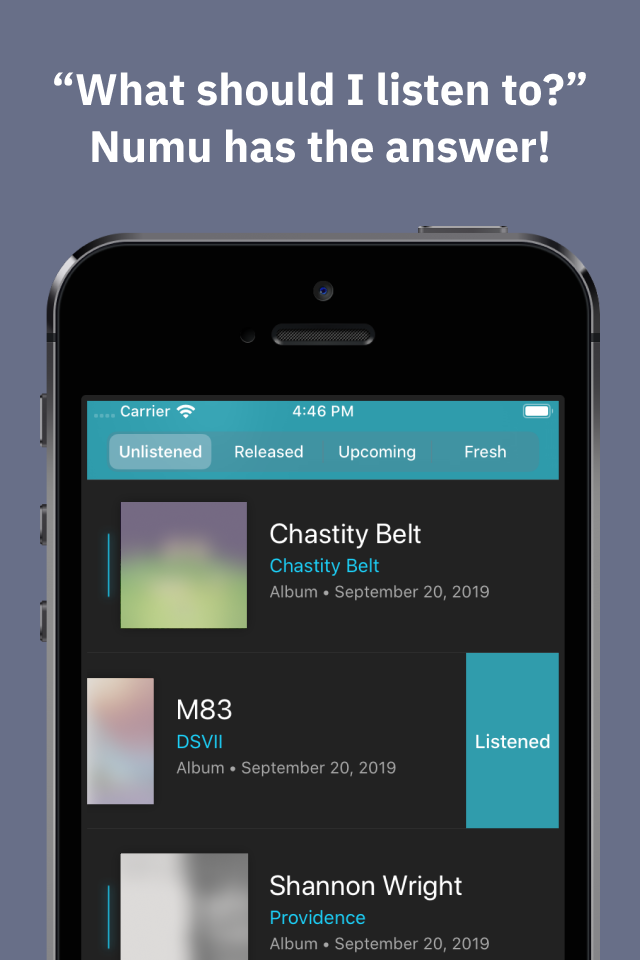 “What should I listen to?”
Numu has the answer!
Carrier 4:46 PM
Unlistened Released Upcoming Fresh
Chastity Belt
Chastity Belt
Album • September 20, 2019
M83
DSVII
Album • September 20, 2019
Listened
Shannon Wright
Providence
Album • September 20, 2019